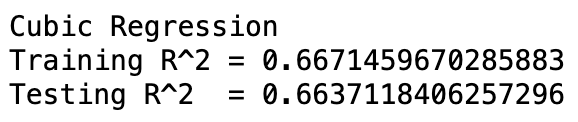 Cubic Regression
Training R^2 = 0.6671459670285883
Testing R^2  = 0.6637118406257296